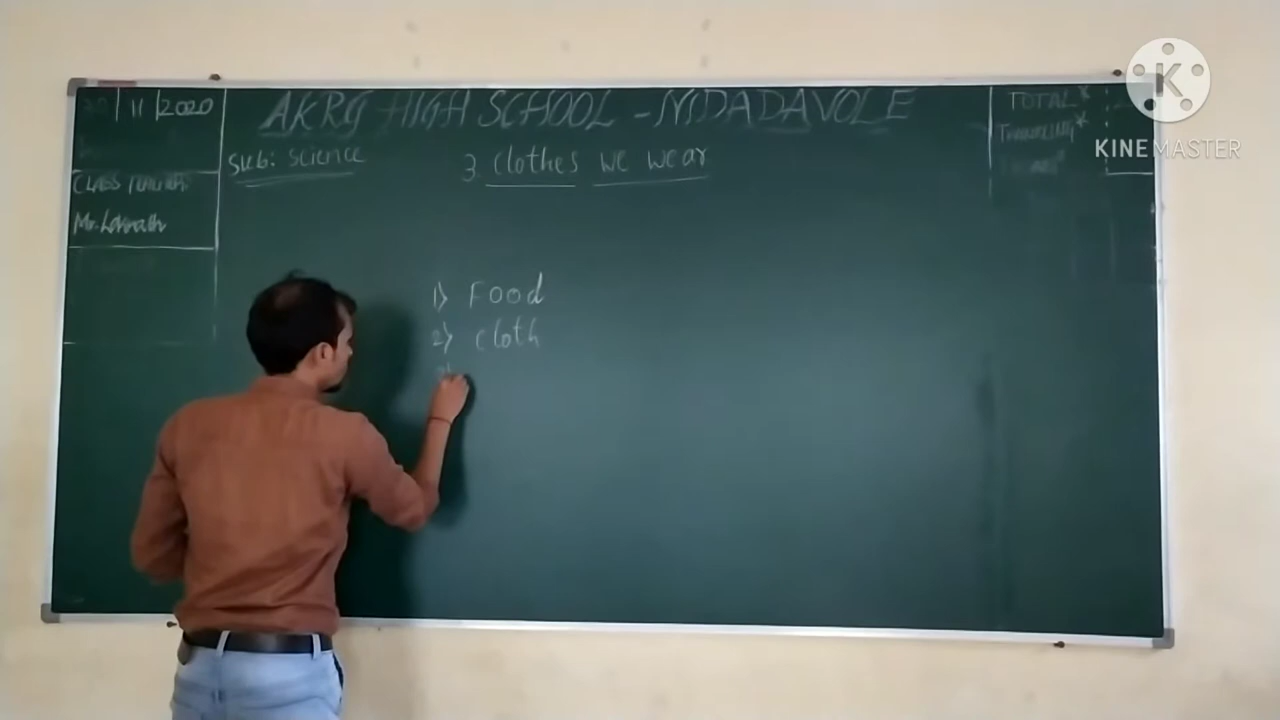 11/2020
AKRG HIGH SCHOOL - NIDADAVOLE
TOTAL*
Sub: science
3. clothes we wear
CLASS
Mr.
1) Food
2) cloth
K
KINEMASTER